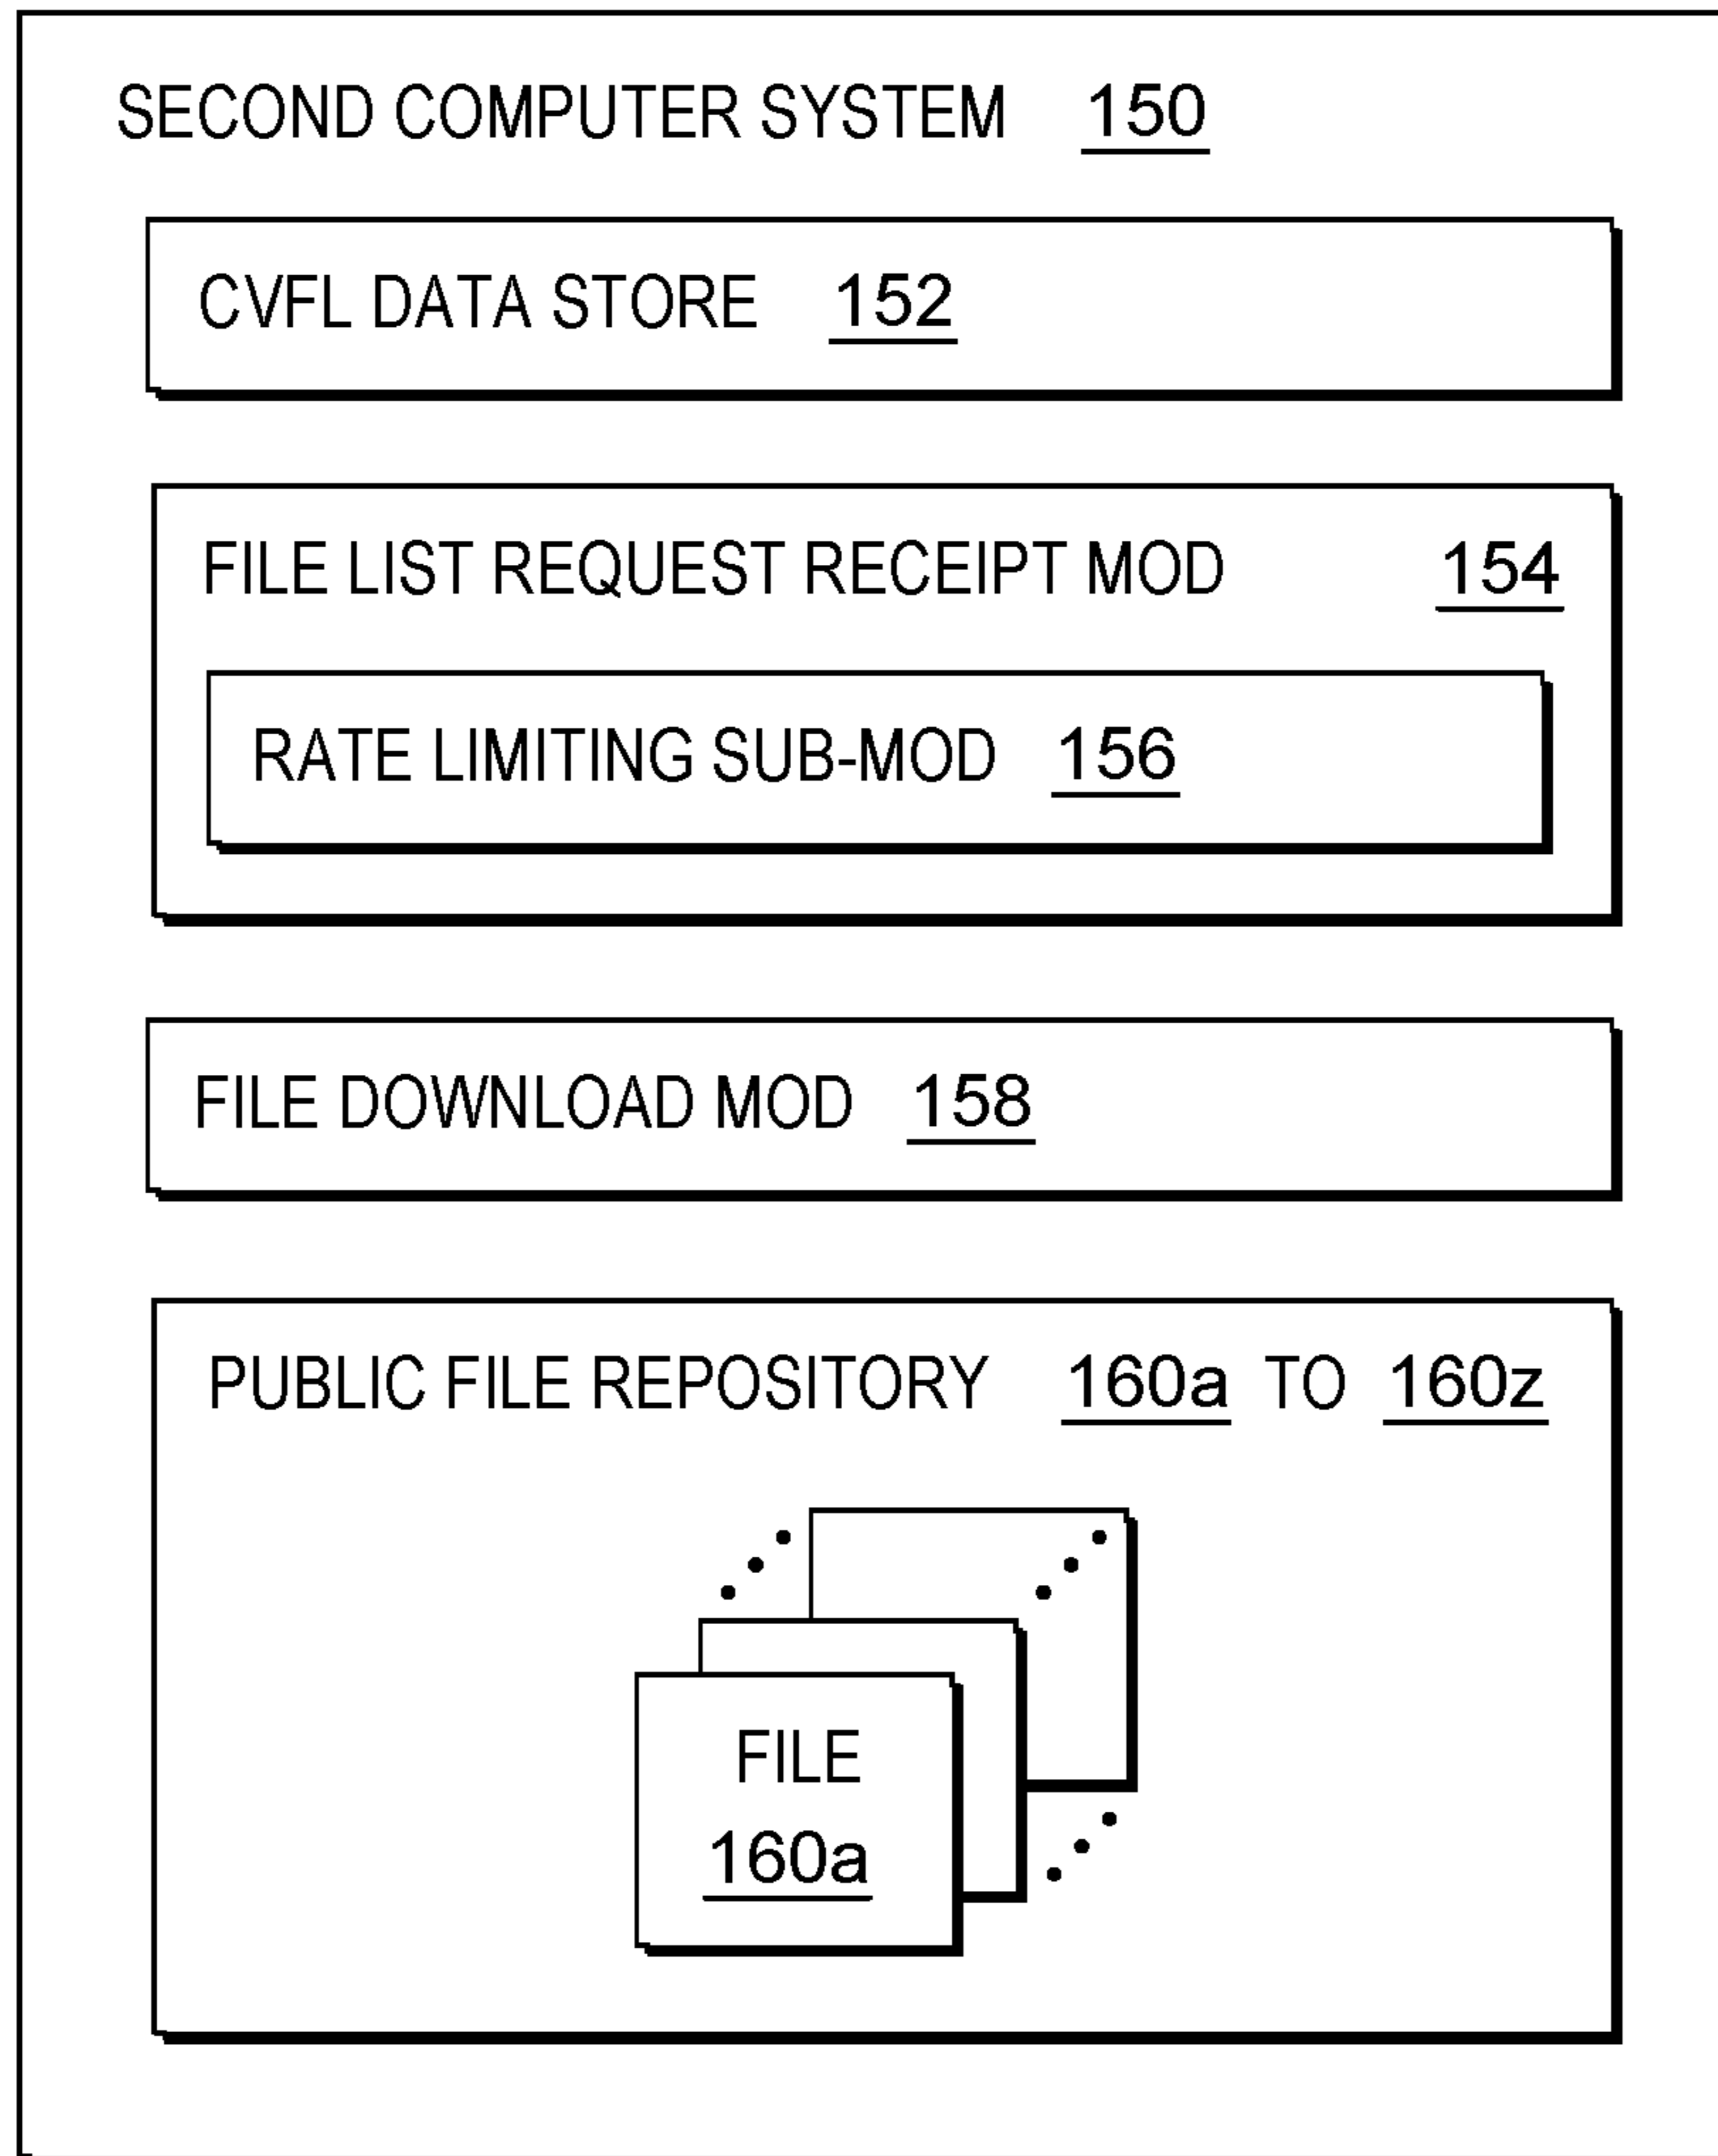 SECOND COMPUTER SYSTEM 150
CVFL DATA STORE 152
FILE LIST REQUEST RECEIPT MOD 154
RATE LIMITING SUB-MOD 156
FILE DOWNLOAD MOD 158
PUBLIC FILE REPOSITORY 160a TO 160z
FILE
160a